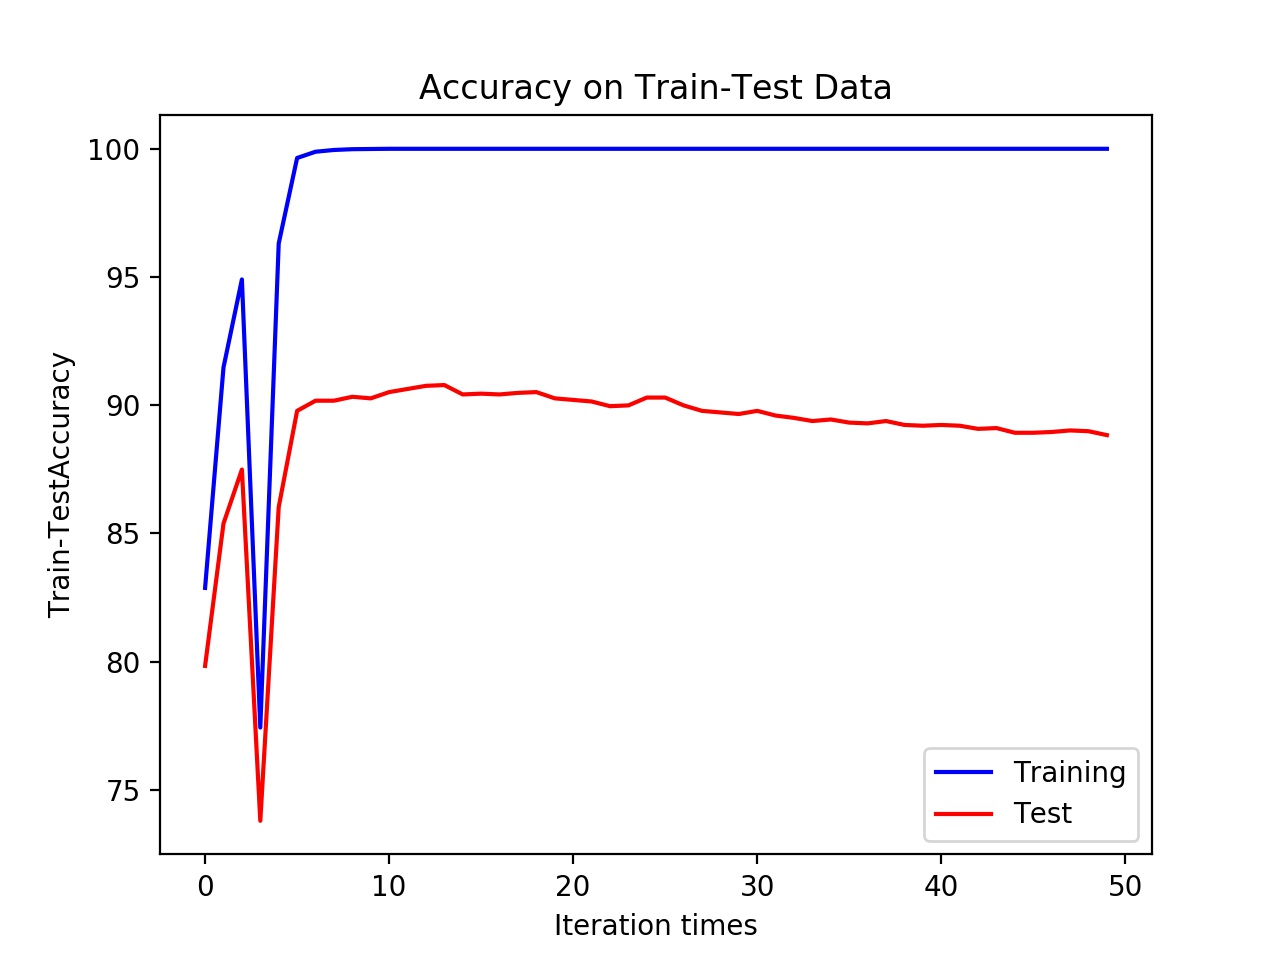 Accuracy on Train-Test Data
Train-TestAccuracy
100
95
90
85
80
75
Training
Test
0 10 20 30 40 50
Iteration times